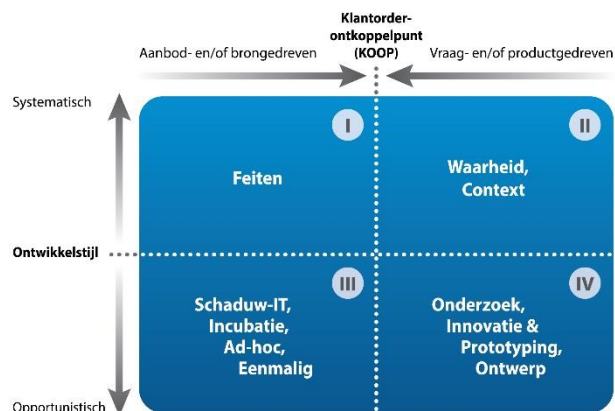 Klantorder-
ontkoppelpunt
(KOOP)
Aanbod- en/of brongedreven
Vraag- en/of productgedreven
Systematisch
I
II
Feiten
Waarheid,
Context
Ontwikkelstijl
III
IV
Schaduw-IT,
Incubatie,
Ad-hoc,
Eenmalig
Onderzoek,
Innovatie &
Prototyping,
Ontwerp
Opportunistisch